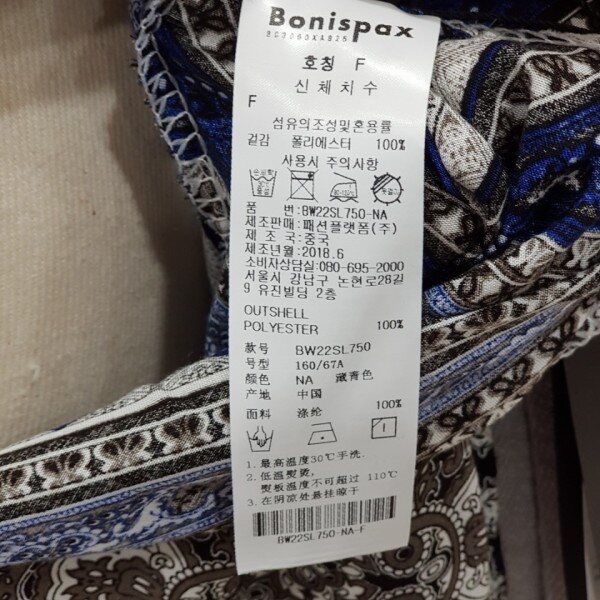 Bonispax
호칭 F
신체치수
F
섬유의조성및혼용률
겉감 폴리에스터 100%
사용시 주의사항
품 번:BW22SL750-NA
제조판매:패션플랫폼(주)
제 조 국:중국
제조년월:2018.6
소비자상담실:080-695-2000
서울시 강남구 논현로28길
9 유진빌딩 2층
OUTSHELL
POLYESTER 100%
款号 BW22SL750
号型 160/67A
颜色 NA 藏青色
产地 中国
面料 涤纶 100%
1.最高温度30℃手洗.
2.低温熨烫,
熨板温度不可超过 110℃
3.在阴凉处悬挂晾干
BW22SL750-NA-F